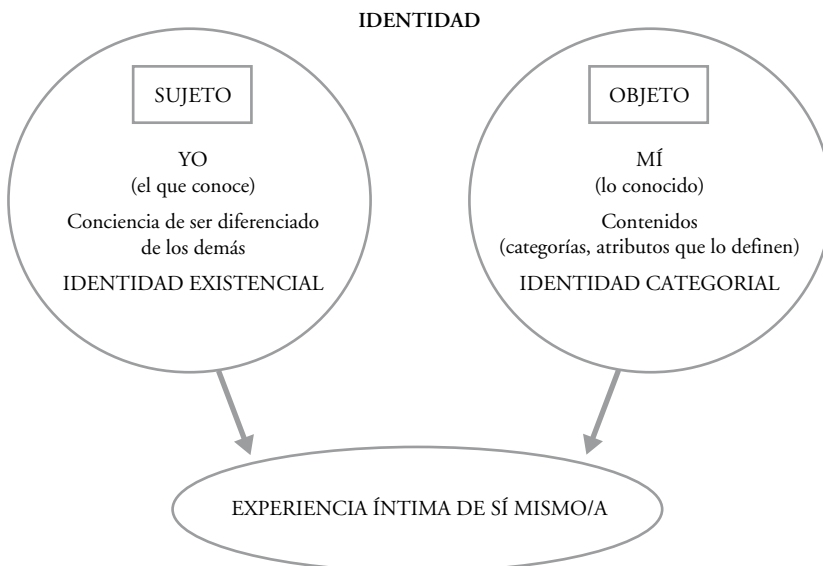 IDENTIDAD
SUJETO
YO
(el que conoce)
Conciencia de ser diferenciado
de los demás
IDENTIDAD EXISTENCIAL
OBJETO
MÍ
(lo conocido)
Contenidos
(categorías, atributos que lo definen)
IDENTIDAD CATEGORIAL
EXPERIENCIA ÍNTIMA DE SÍ MISMO/A